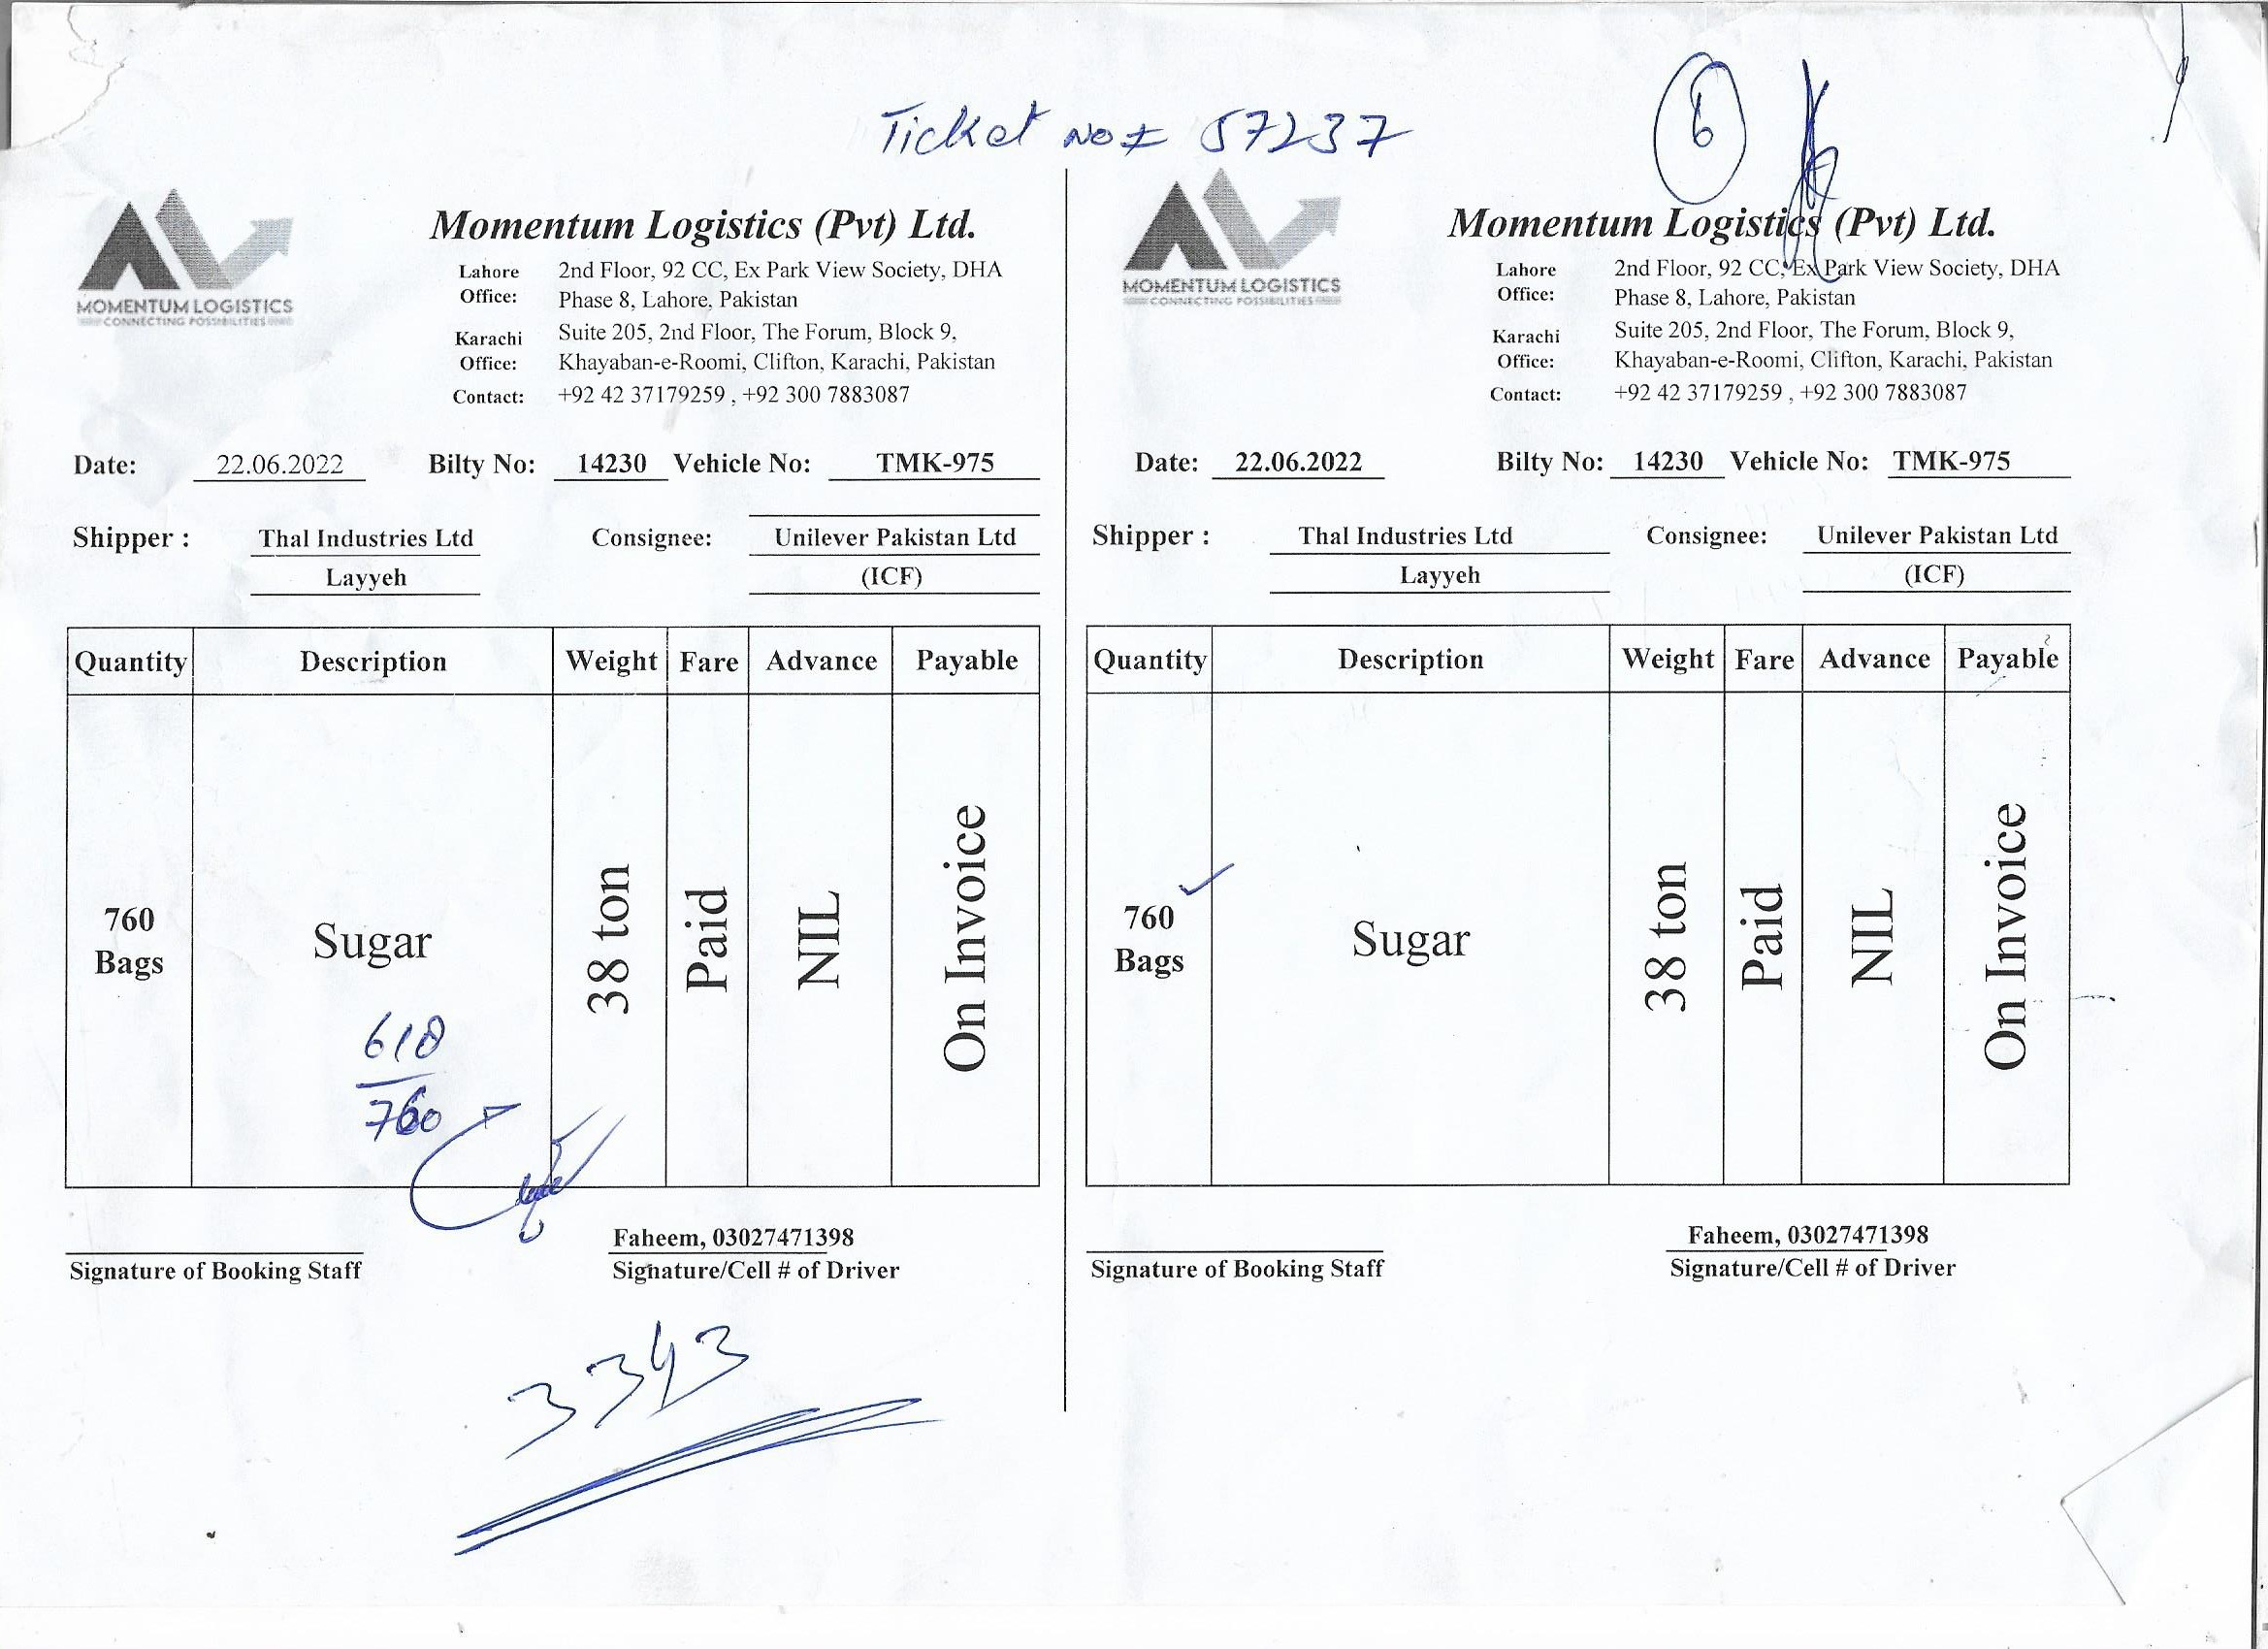 Ticket No# 57237
6
MOMENTUM LOGISTICS
CONNECTING POSSIBILITIES
Momentum Logistics (Pvt) Ltd.
Lahore Office: 2nd Floor, 92 CC, Ex Park View Society, DHA
Phase 8, Lahore, Pakistan
Karachi Office: Suite 205, 2nd Floor, The Forum, Block 9,
Khayaban-e-Roomi, Clifton, Karachi, Pakistan
Contact: +92 42 37179259 , +92 300 7883087
Date: 22.06.2022 Bilty No: 14230 Vehicle No: TMK-975
Shipper : Thal Industries Ltd Consignee: Unilever Pakistan Ltd
Layyeh (ICF)
Quantity Description Weight Fare Advance Payable
760 Bags Sugar 38 ton Paid NIL On Invoice
618
760
Faheem, 03027471398
Signature of Booking Staff Signature/Cell # of Driver
3393
MOMENTUM LOGISTICS
CONNECTING POSSIBILITIES
Momentum Logistics (Pvt) Ltd.
Lahore Office: 2nd Floor, 92 CC, Ex Park View Society, DHA
Phase 8, Lahore, Pakistan
Karachi Office: Suite 205, 2nd Floor, The Forum, Block 9,
Khayaban-e-Roomi, Clifton, Karachi, Pakistan
Contact: +92 42 37179259 , +92 300 7883087
Date: 22.06.2022 Bilty No: 14230 Vehicle No: TMK-975
Shipper : Thal Industries Ltd Consignee: Unilever Pakistan Ltd
Layyeh (ICF)
Quantity Description Weight Fare Advance Payable
760 Bags Sugar 38 ton Paid NIL On Invoice
Faheem, 03027471398
Signature of Booking Staff Signature/Cell # of Driver